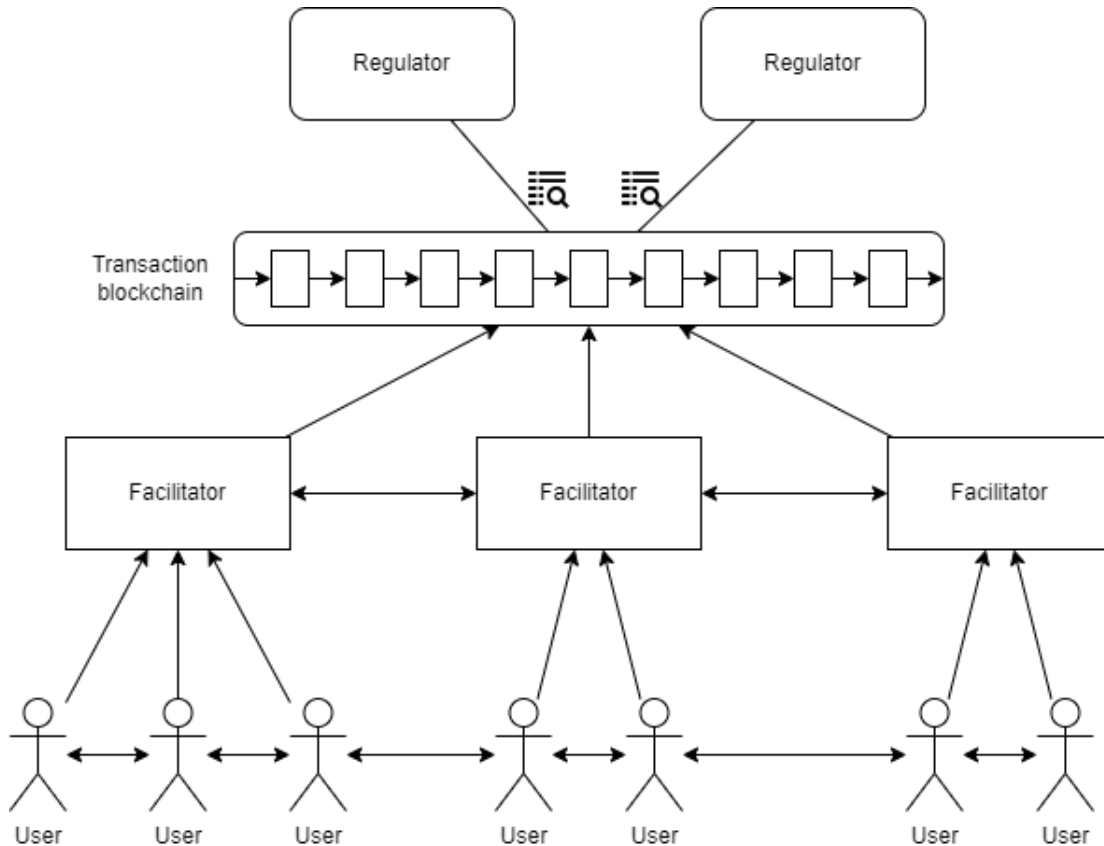 Regulator
Regulator
Transaction
blockchain
Facilitator
Facilitator
Facilitator
User
User
User
User
User
User
User